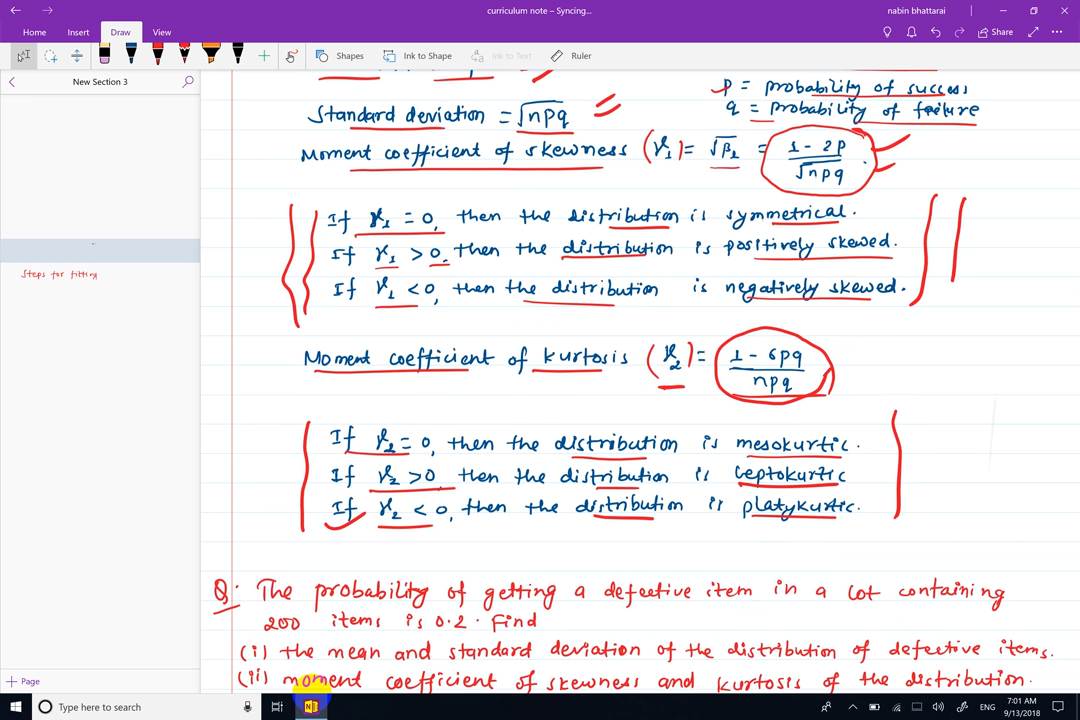 curriculum note - Syncing...
nabin bhattarai
Home Insert Draw View
Share
Shapes
Ink to Shape
Ink to Text
Ruler
New Section 3
Steps for fitting
Page
p = probability of success
q = probability of failure
Standard deviation = √npq
Moment coefficient of skewness (γ₁) = √β₁ = (1 - 2p)/√npq
If γ₁ = 0, then the distribution is symmetrical.
If γ₁ > 0, then the distribution is positively skewed.
If γ₁ < 0, then the distribution is negatively skewed.
Moment coefficient of kurtosis (γ₂) = (1 - 6pq)/npq
If γ₂ = 0, then the distribution is mesokurtic.
If γ₂ > 0, then the distribution is leptokurtic
If γ₂ < 0, then the distribution is platykurtic.
Q: The probability of getting a defective item in a lot containing
200 items is 0.2. Find
(i) the mean and standard deviation of the distribution of defective items.
(ii) moment coefficient of skewness and kurtosis of the distribution.
Type here to search
ENG
7:01 AM
9/13/2018